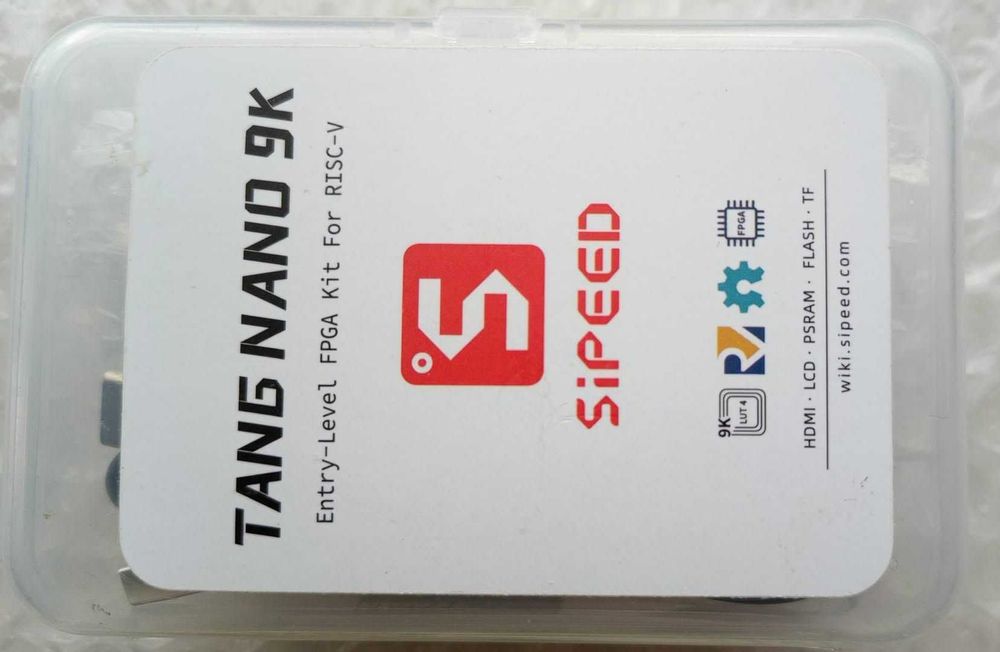 TANG NANO 9K
Entry-Level FPGA Kit For RISC-V
SiPEED
9K
LUT 4
FPGA
HDMI · LCD · PSRAM · FLASH · TF
wiki.sipeed.com